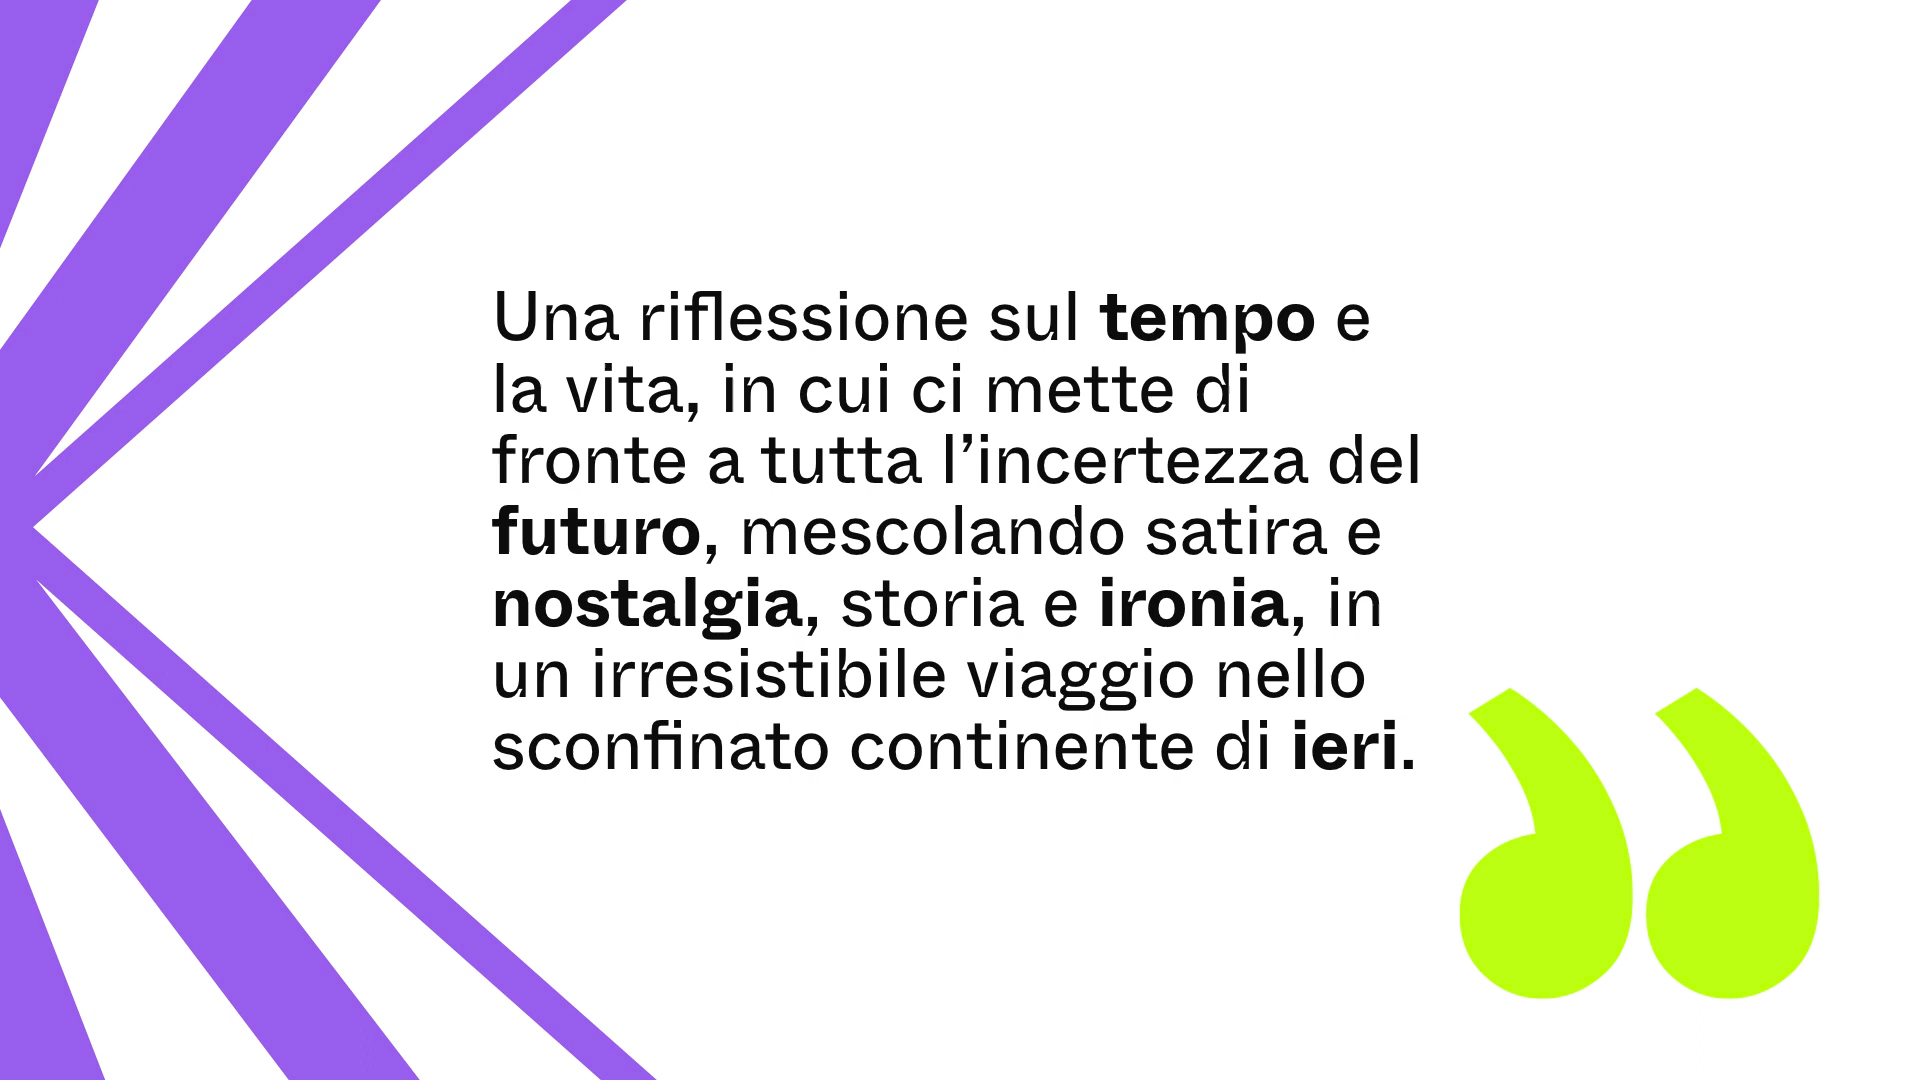 Una riflessione sul tempo e
la vita, in cui ci mette di
fronte a tutta l’incertezza del
futuro, mescolando satira e
nostalgia, storia e ironia, in
un irresistibile viaggio nello
sconfinato continente di ieri.